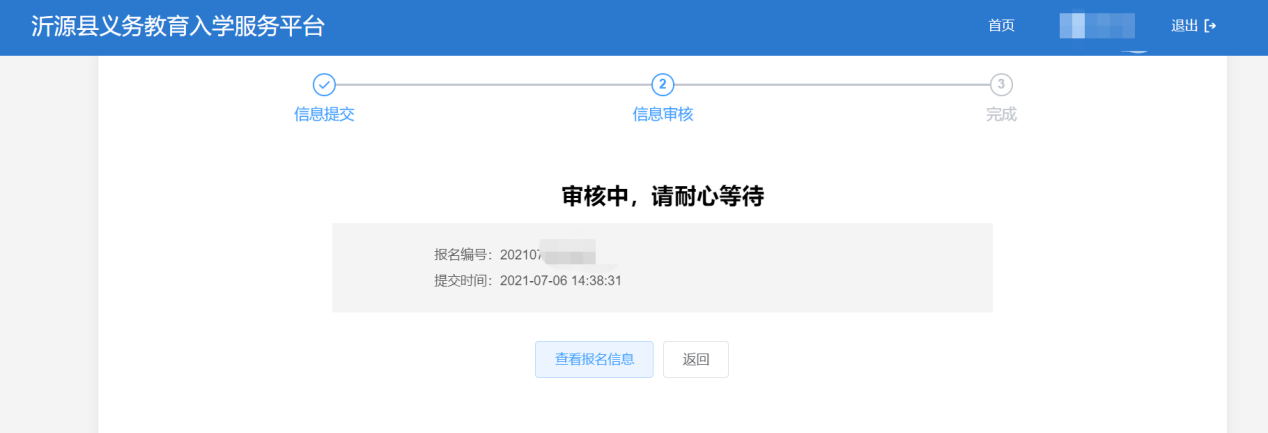 沂源县义务教育入学服务平台
首页
退出
2
3
信息提交
信息审核
完成
审核中，请耐心等待
报名编号：202107
提交时间：2021-07-06 14:38:31
查看报名信息
返回